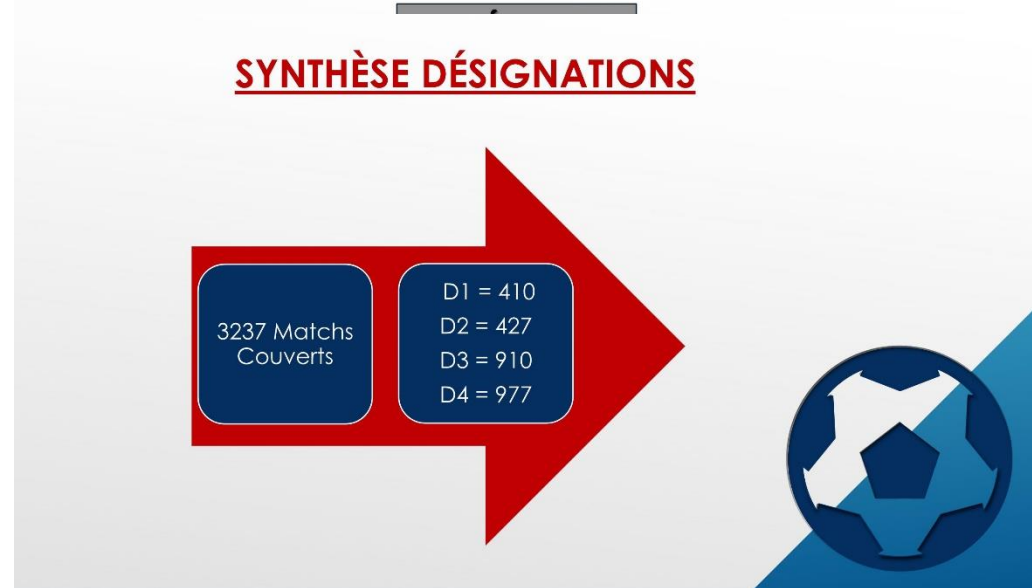 SYNTHÈSE DÉSIGNATIONS
3237 Matchs
Couverts
D1 = 410
D2 = 427
D3 = 910
D4 = 977